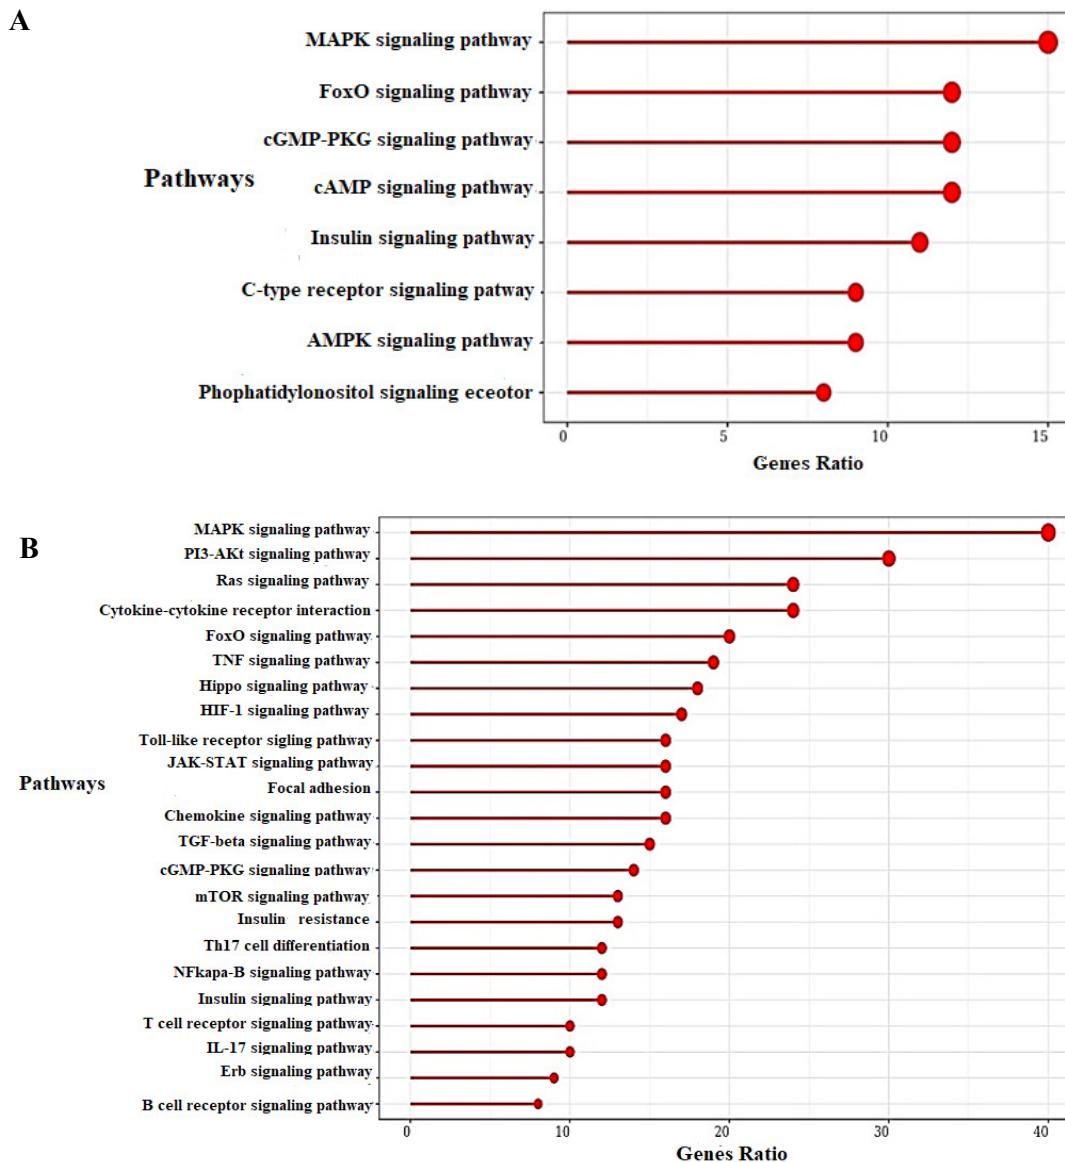 A
MAPK signaling pathway
FoxO signaling pathway
cGMP-PKG signaling pathway
Pathways
cAMP signaling pathway
Insulin signaling pathway
C-type receptor signaling patway
AMPK signaling pathway
Phophatidylonositol signaling eceotor
0 5 10 15
Genes Ratio
B
MAPK signaling pathway
PI3-AKt signaling pathway
Ras signaling pathway
Cytokine-cytokine receptor interaction
FoxO signaling pathway
TNF signaling pathway
Hippo signaling pathway
HIF-1 signaling pathway
Toll-like receptor sigling pathway
JAK-STAT signaling pathway
Pathways
Focal adhesion
Chemokine signaling pathway
TGF-beta signaling pathway
cGMP-PKG signaling pathway
mTOR signaling pathway
Insulin resistance
Th17 cell differentiation
NFkapa-B signaling pathway
Insulin signaling pathway
T cell receptor signaling pathway
IL-17 signaling pathway
Erb signaling pathway
B cell receptor signaling pathway
0 10 20 30 40
Genes Ratio